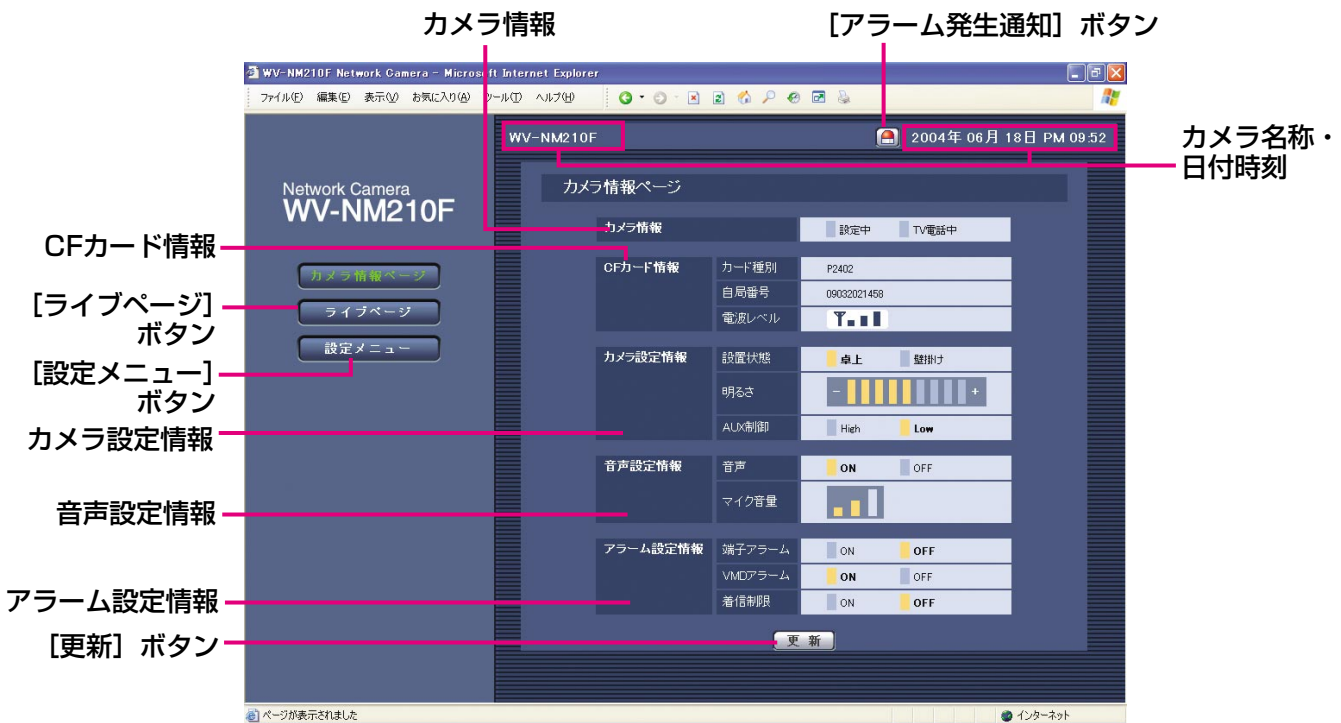 カメラ情報
［アラーム発生通知］ボタン
WV-NM210F Network Camera - Microsoft Internet Explorer
ファイル(F) 編集(E) 表示(V) お気に入り(A) ツール(T) ヘルプ(H)
WV-NM210F
2004年 06月 18日 PM 09:52
カメラ名称・
日付時刻
カメラ情報ページ
Network Camera
WV-NM210F
カメラ情報 設定中 TV電話中
CFカード情報
CFカード情報 カード種別 P2402
カメラ情報ページ
自局番号 09032021458
［ライブページ］
ボタン
ライブページ
電波レベル
設定メニュー
カメラ設定情報 設置状態 卓上 壁掛け
［設定メニュー］
ボタン
明るさ - +
カメラ設定情報
AUX制御 High Low
音声設定情報 音声 ON OFF
音声設定情報
マイク音量
アラーム設定情報 端子アラーム ON OFF
VMDアラーム ON OFF
アラーム設定情報
着信制限 ON OFF
［更新］ボタン
更 新
ページが表示されました
インターネット